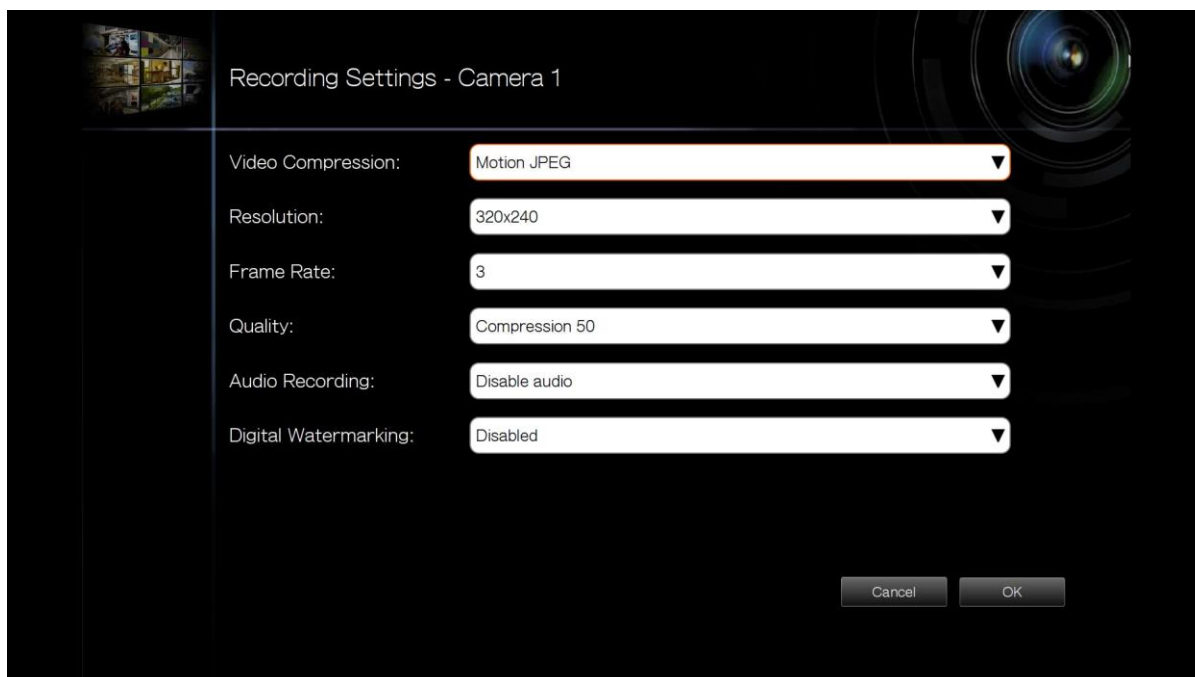 Recording Settings - Camera 1
Video Compression: Motion JPEG
Resolution: 320x240
Frame Rate: 3
Quality: Compression 50
Audio Recording: Disable audio
Digital Watermarking: Disabled
Cancel OK